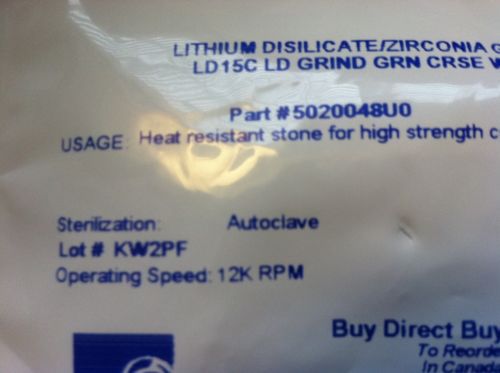 LITHIUM DISILICATE/ZIRCONIA G
LD15C LD GRIND GRN CRSE W
Part #5020048U0
USAGE: Heat resistant stone for high strength c
Sterilization: Autoclave
Lot # KW2PF
Operating Speed: 12K RPM
Buy Direct Buy
To Reorde
In Canada